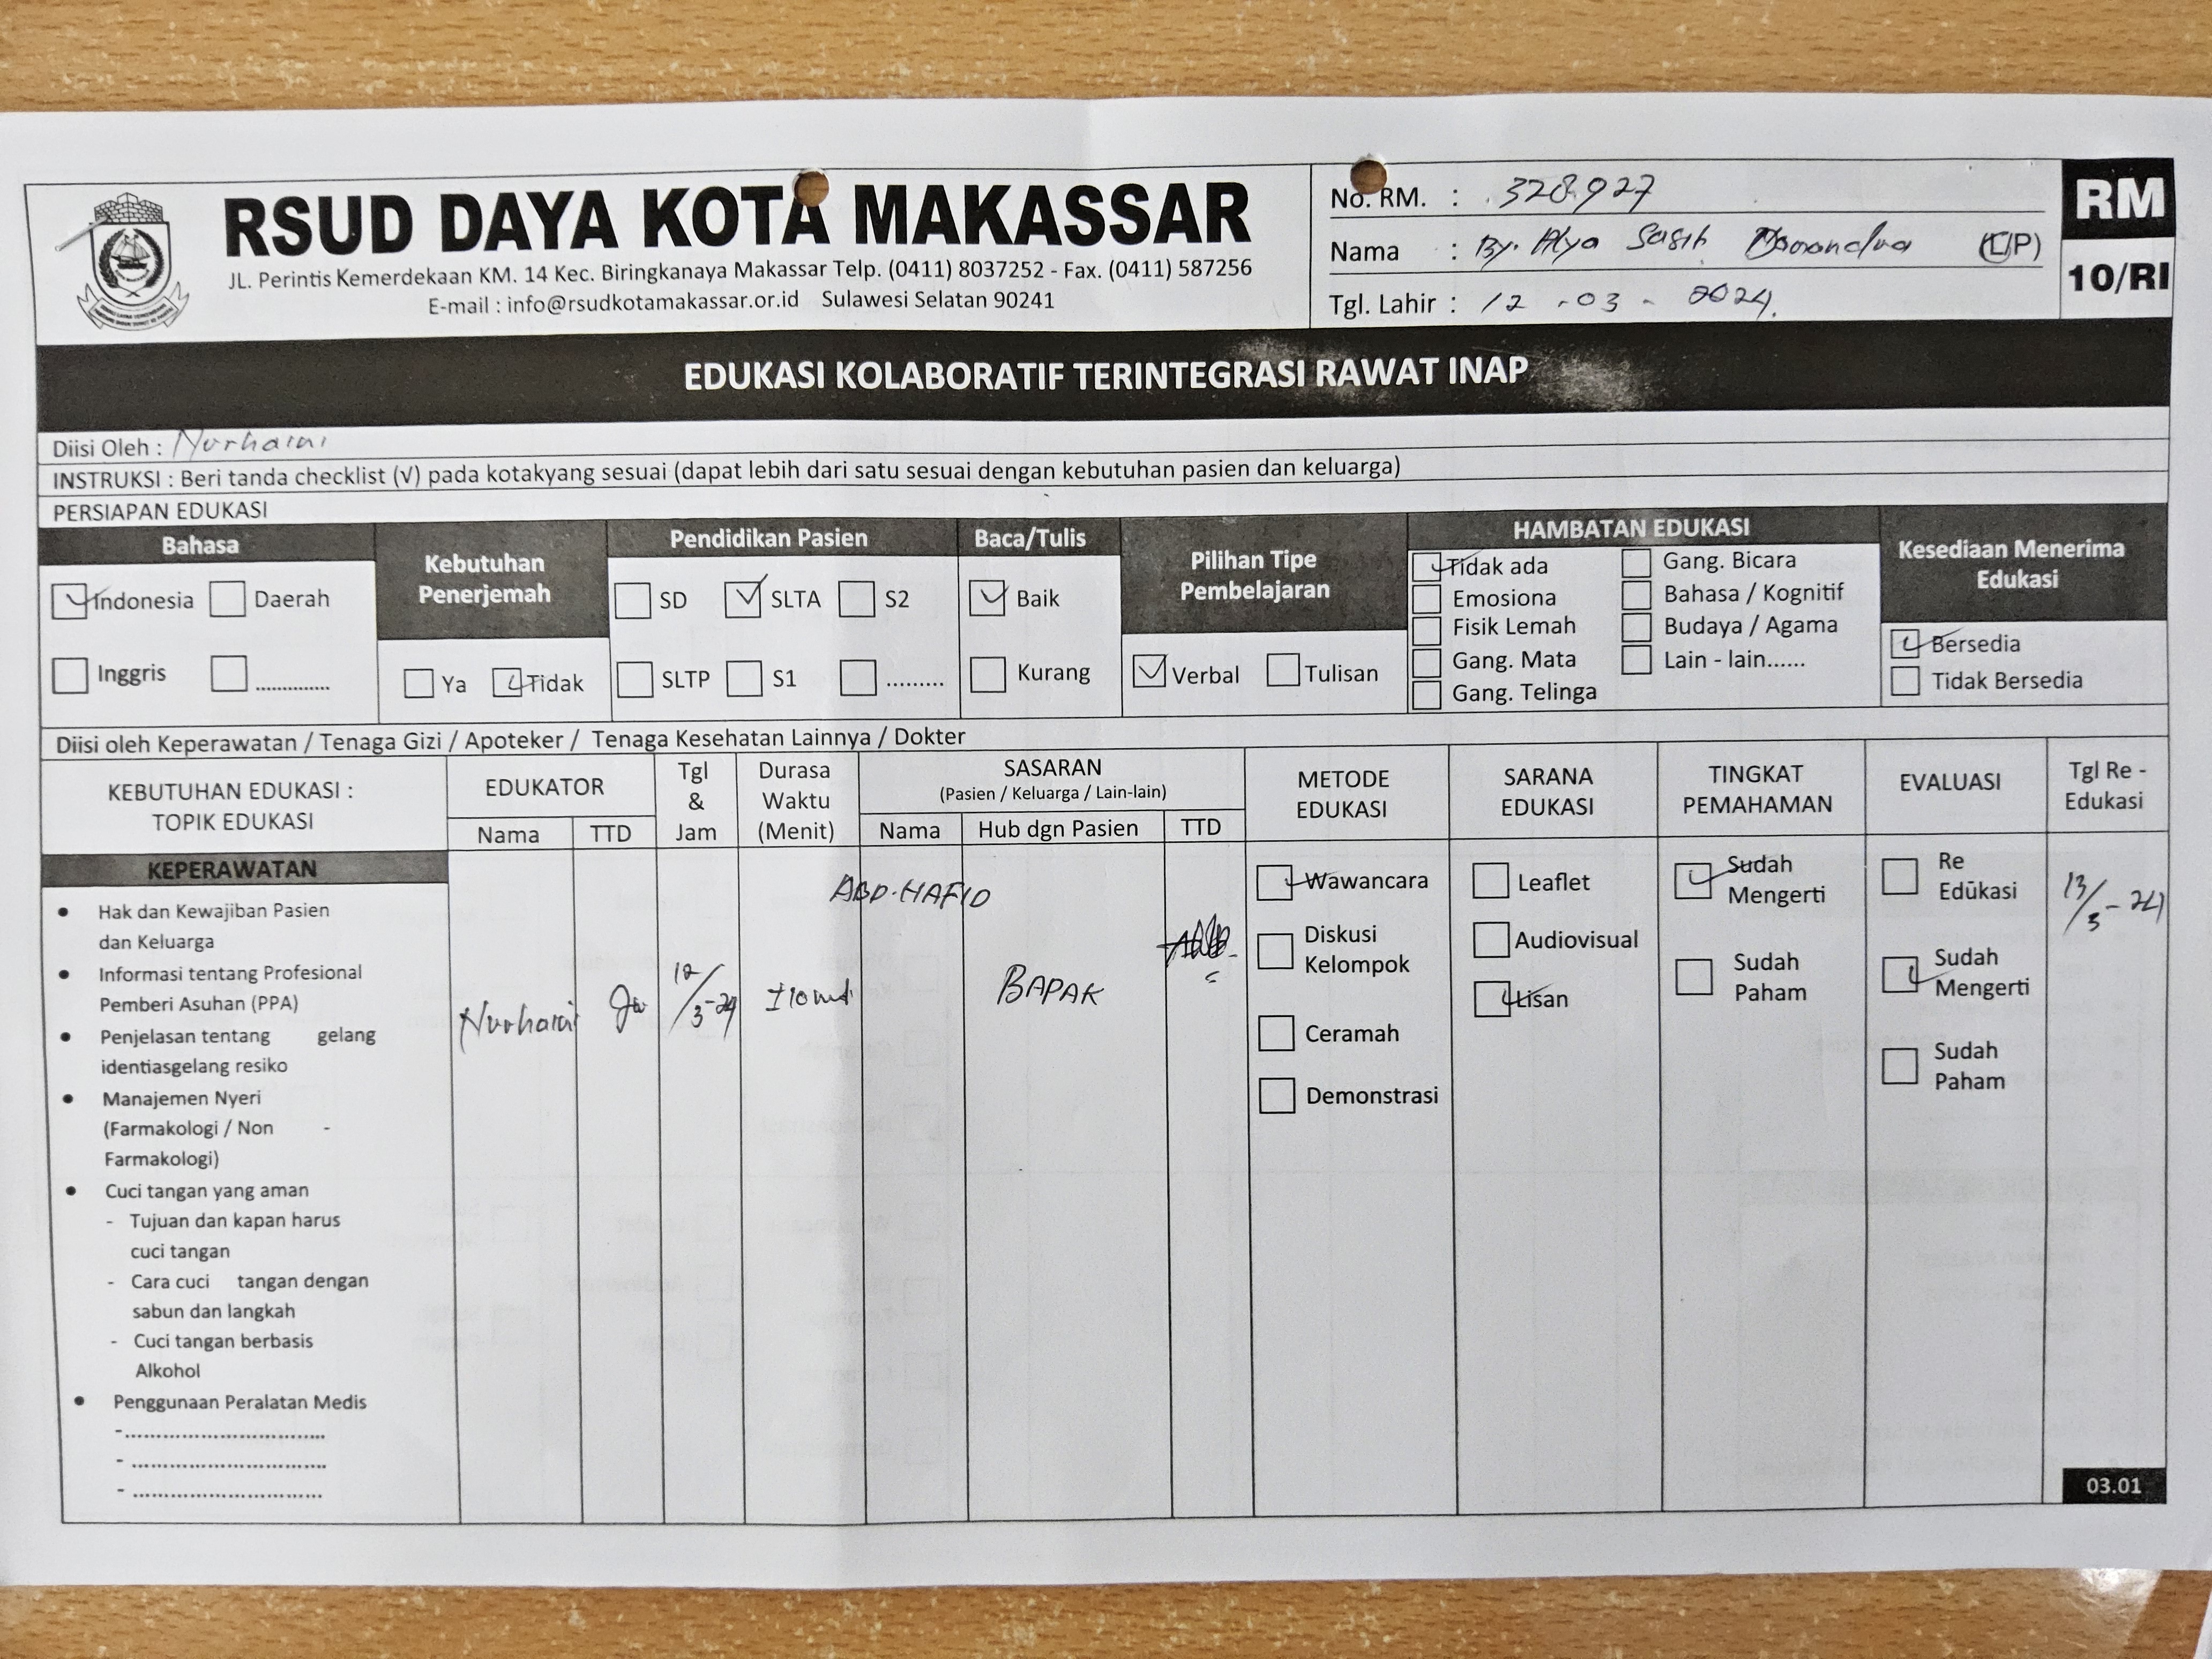 RSUD DAYA KOTA MAKASSAR
JL. Perintis Kemerdekaan KM. 14 Kec. Biringkanaya Makassar Telp. (0411) 8037252 - Fax. (0411) 587256
E-mail : info@rsudkotamakassar.or.id Sulawesi Selatan 90241
No. RM. : 328927
Nama : By. Alya Sasih (L/P)
Tgl. Lahir : 12 - 03 - 2024
RM
10/RI
EDUKASI KOLABORATIF TERINTEGRASI RAWAT INAP
Diisi Oleh : Nurhaini
INSTRUKSI : Beri tanda checklist (√) pada kotakyang sesuai (dapat lebih dari satu sesuai dengan kebutuhan pasien dan keluarga)
PERSIAPAN EDUKASI
Bahasa
Indonesia Daerah
Inggris ..............
Kebutuhan
Penerjemah
Ya Tidak
Pendidikan Pasien
SD SLTA S2
SLTP S1 .........
Baca/Tulis
Baik
Kurang
Pilihan Tipe
Pembelajaran
Verbal Tulisan
HAMBATAN EDUKASI
Tidak ada Gang. Bicara
Emosiona Bahasa / Kognitif
Fisik Lemah Budaya / Agama
Gang. Mata Lain - lain......
Gang. Telinga
Kesediaan Menerima
Edukasi
Bersedia
Tidak Bersedia
Diisi oleh Keperawatan / Tenaga Gizi / Apoteker / Tenaga Kesehatan Lainnya / Dokter
KEBUTUHAN EDUKASI :
TOPIK EDUKASI
EDUKATOR
Nama TTD
Tgl
&
Jam
Durasa
Waktu
(Menit)
SASARAN
(Pasien / Keluarga / Lain-lain)
Nama Hub dgn Pasien TTD
METODE
EDUKASI
SARANA
EDUKASI
TINGKAT
PEMAHAMAN
EVALUASI
Tgl Re -
Edukasi
KEPERAWATAN
• Hak dan Kewajiban Pasien
dan Keluarga
• Informasi tentang Profesional
Pemberi Asuhan (PPA)
• Penjelasan tentang gelang
identiasgelang resiko
• Manajemen Nyeri
(Farmakologi / Non -
Farmakologi)
• Cuci tangan yang aman
- Tujuan dan kapan harus
cuci tangan
- Cara cuci tangan dengan
sabun dan langkah
- Cuci tangan berbasis
Alkohol
• Penggunaan Peralatan Medis
-................................
- ...............................
- ..............................
Nurhaini
12/3-24
ABD. HAFID
BAPAK
Wawancara
Diskusi
Kelompok
Ceramah
Demonstrasi
Leaflet
Audiovisual
Lisan
Sudah
Mengerti
Sudah
Paham
Re
Edukasi
Sudah
Mengerti
Sudah
Paham
13/3-24
03.01